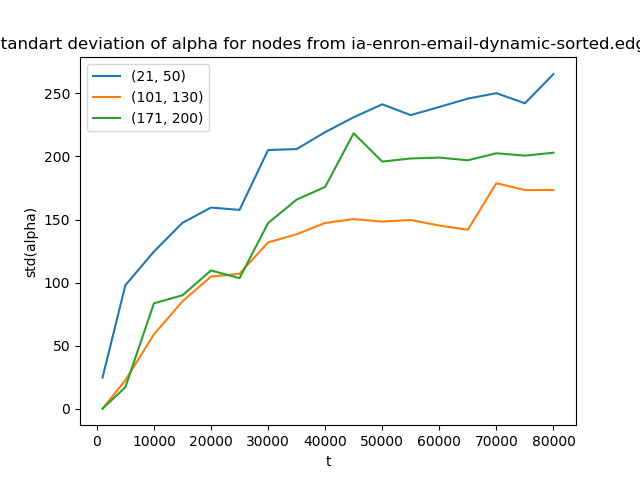 tandart deviation of alpha for nodes from ia-enron-email-dynamic-sorted.edg
(21, 50)
(101, 130)
(171, 200)
250
200
150
100
50
0
std(alpha)
0 10000 20000 30000 40000 50000 60000 70000 80000
t